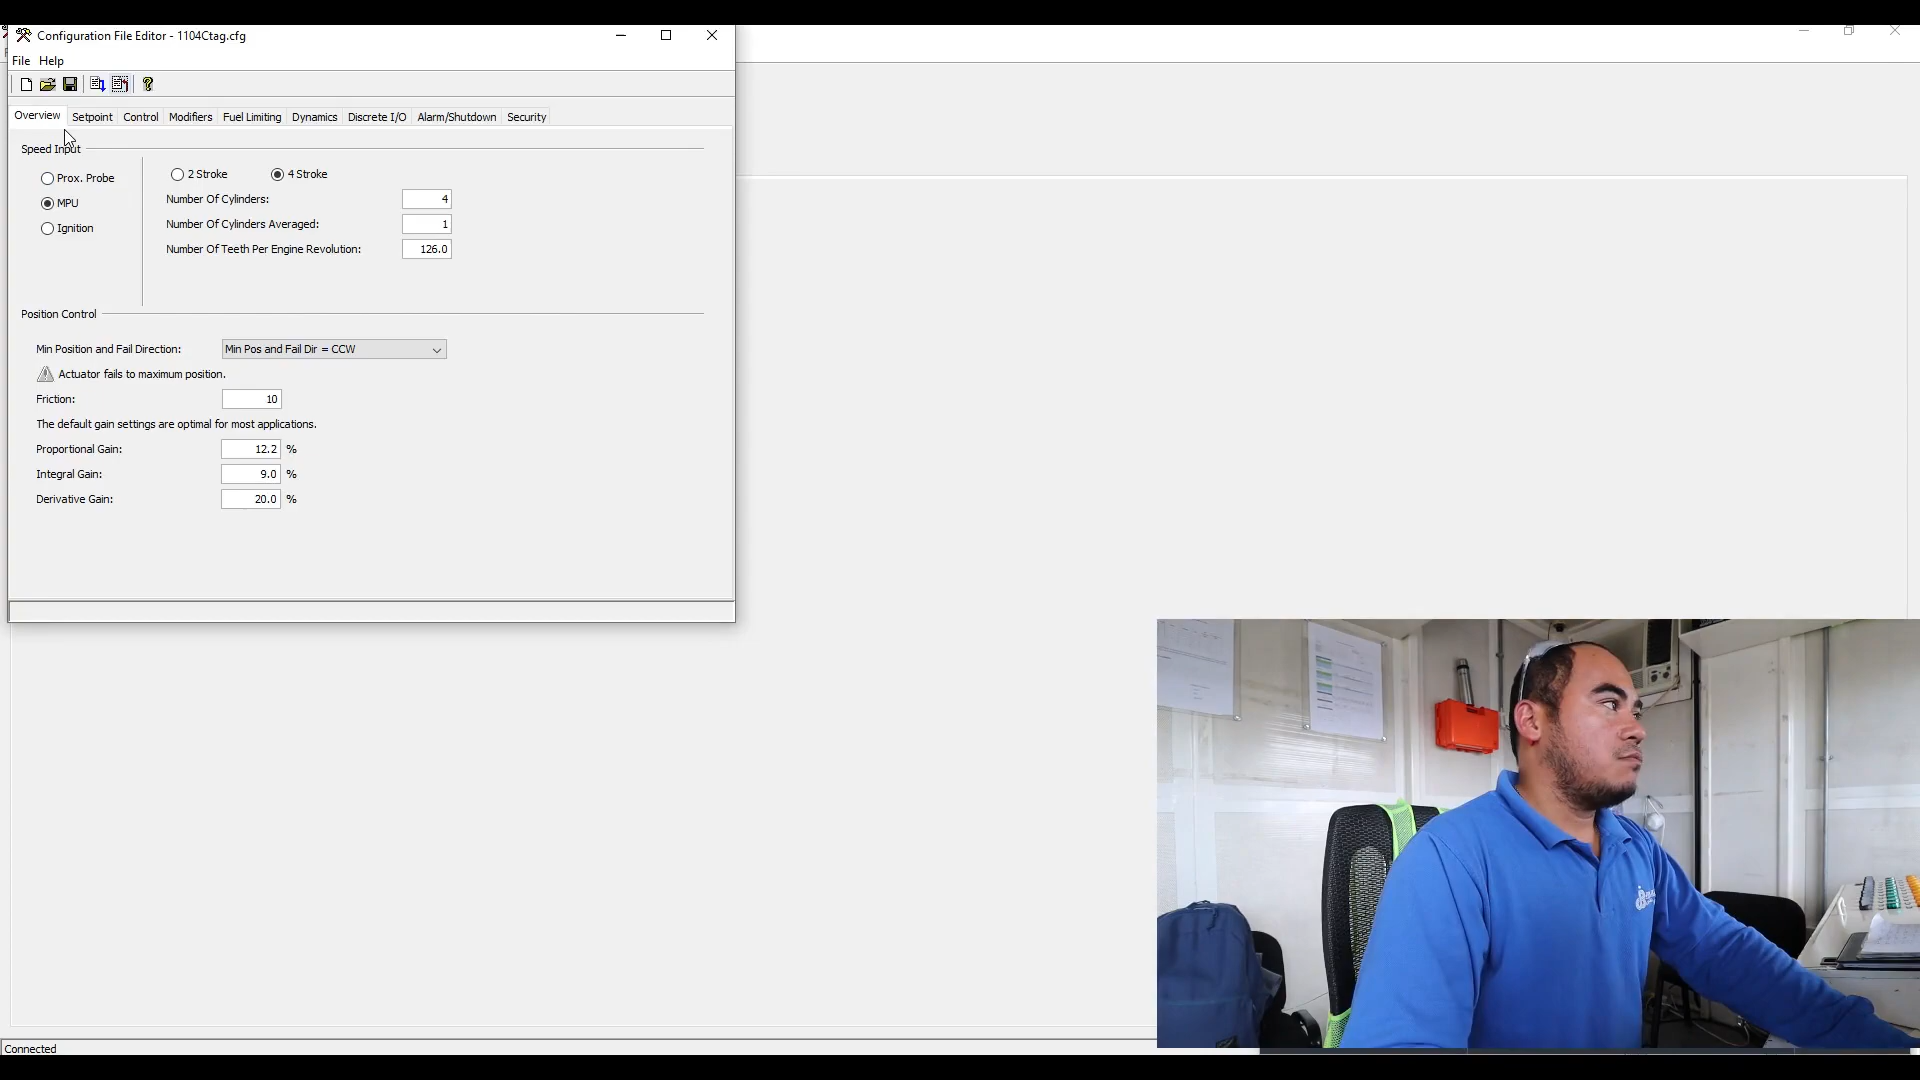 Configuration File Editor - 1104Ctag.cfg
File Help
Overview Setpoint Control Modifiers Fuel Limiting Dynamics Discrete I/O Alarm/Shutdown Security
Speed Input
Prox. Probe
MPU
Ignition
2 Stroke 4 Stroke
Number Of Cylinders: 4
Number Of Cylinders Averaged: 1
Number Of Teeth Per Engine Revolution: 126.0
Position Control
Min Position and Fail Direction: Min Pos and Fail Dir = CCW
Actuator fails to maximum position.
Friction: 10
The default gain settings are optimal for most applications.
Proportional Gain: 12.2 %
Integral Gain: 9.0 %
Derivative Gain: 20.0 %
Connected